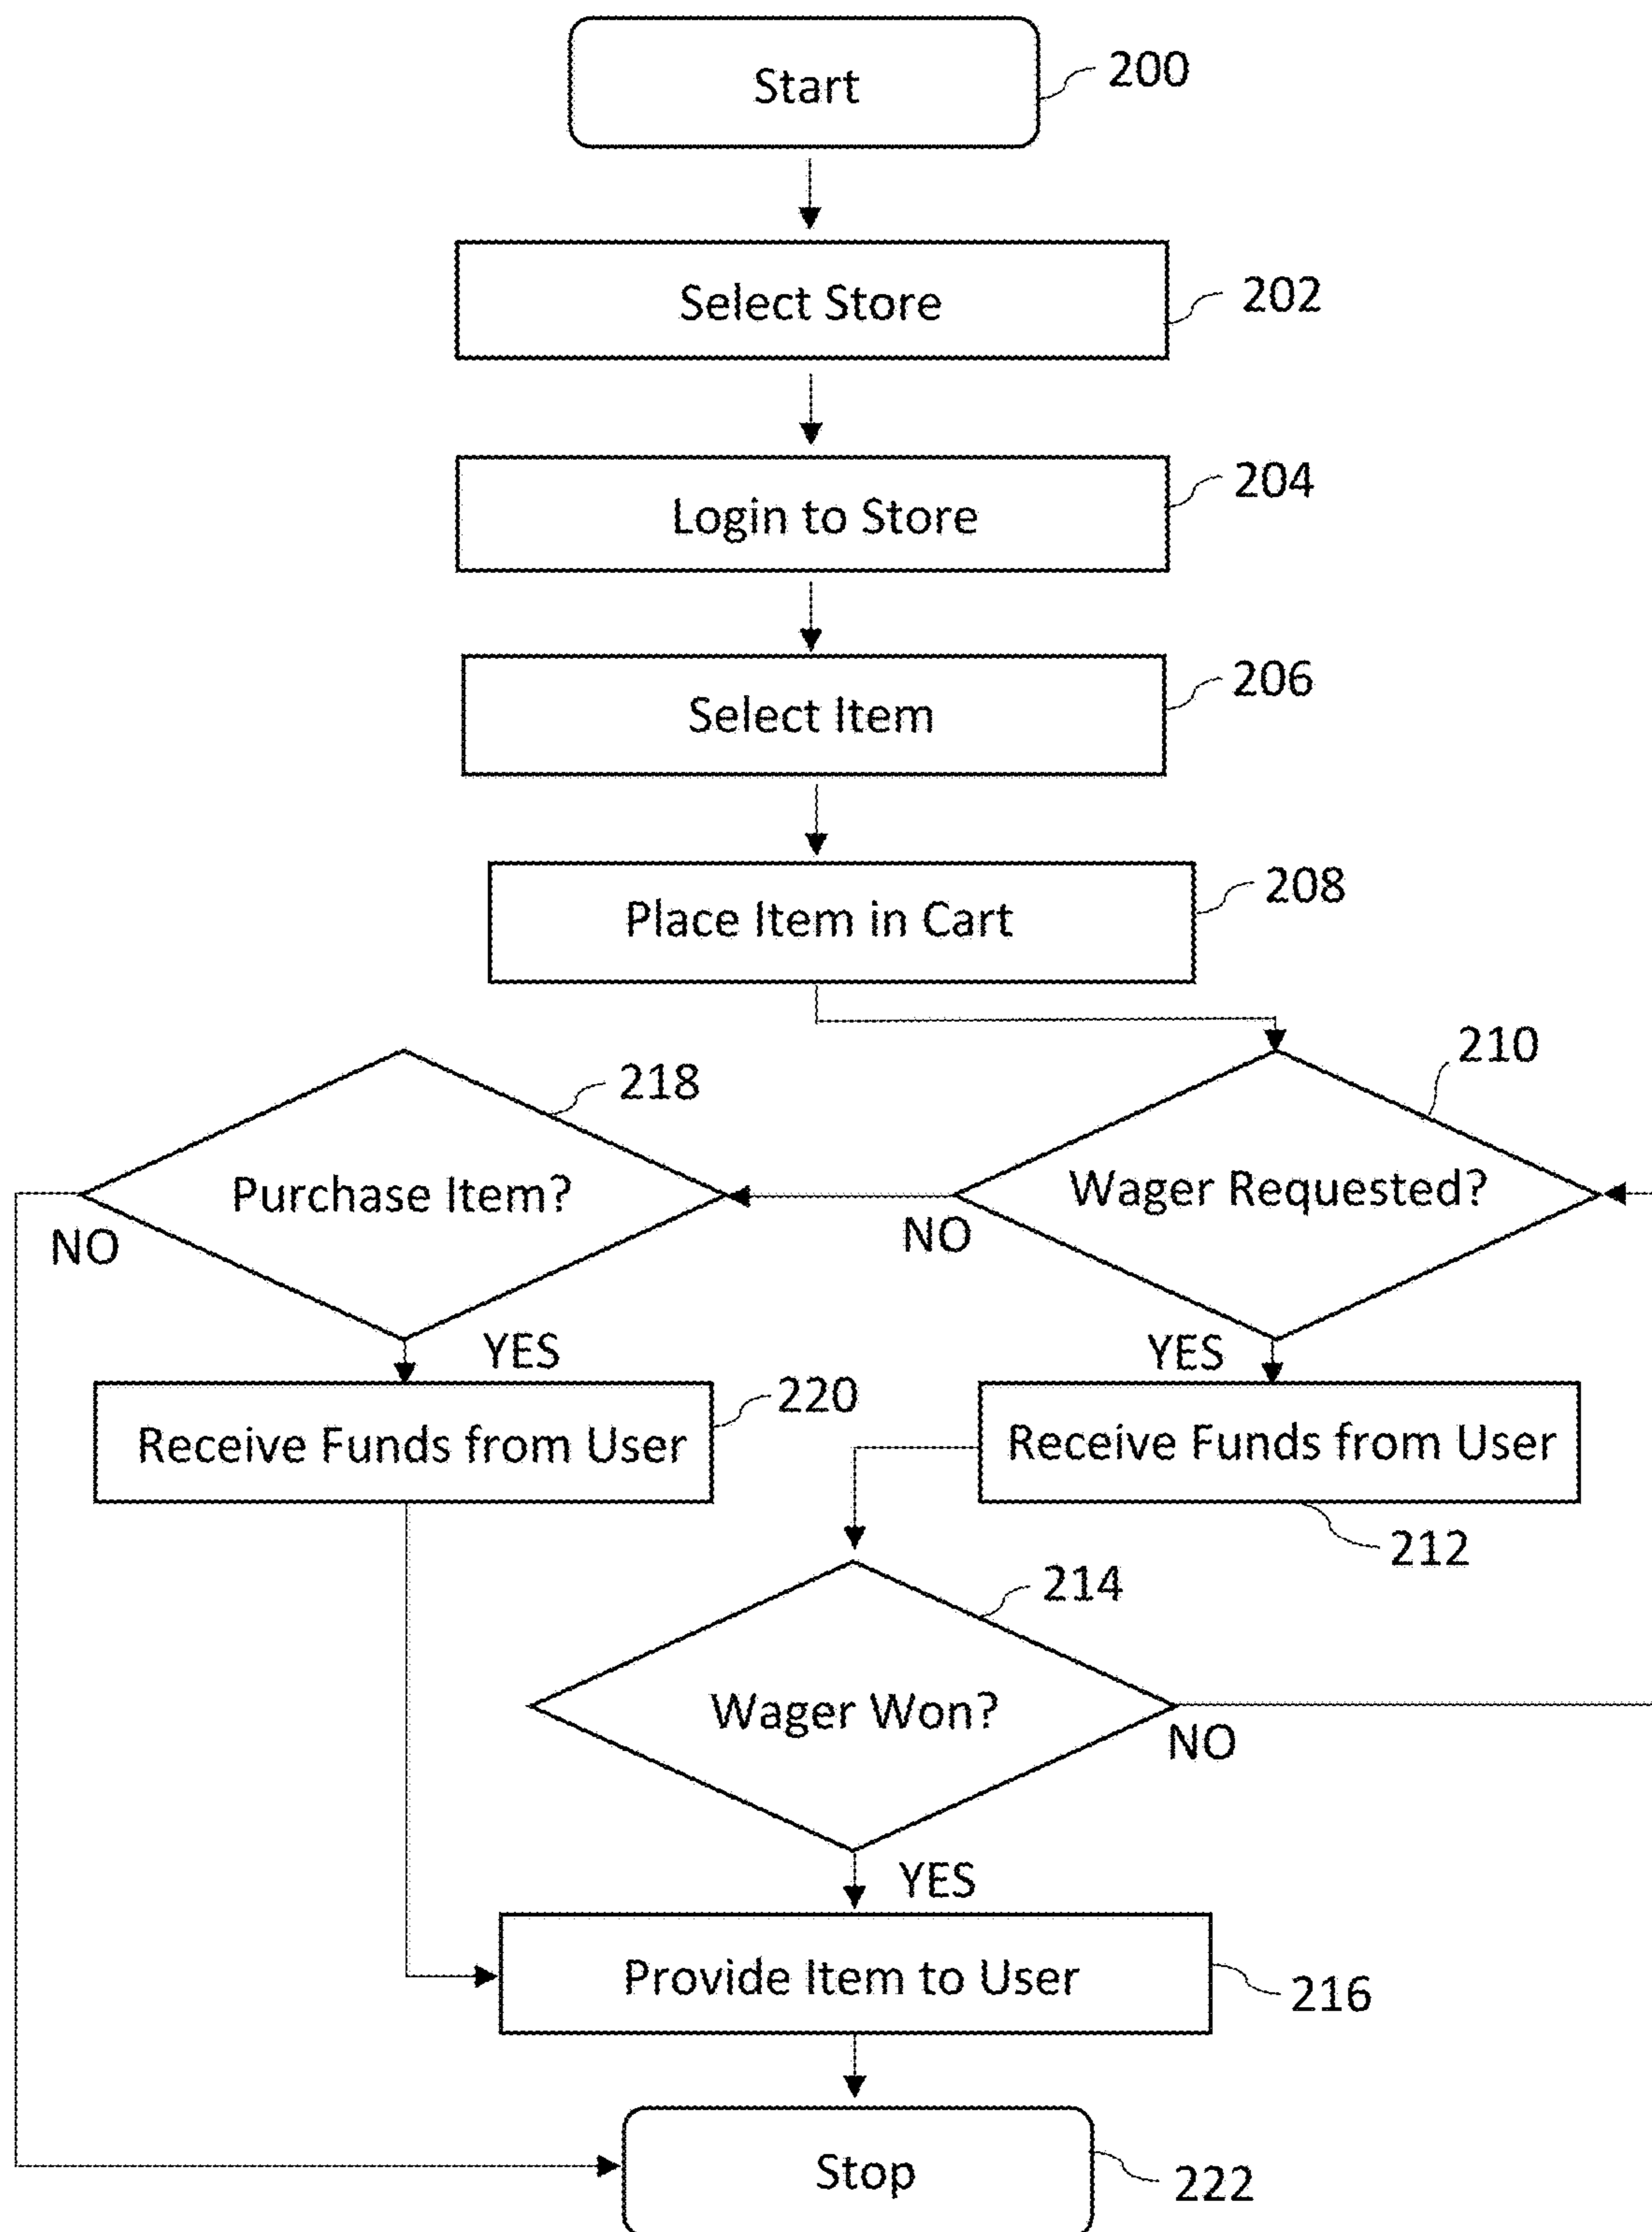 Start
200
Select Store
202
Login to Store
204
Select Item
206
Place Item in Cart
208
210
218
Purchase Item?
Wager Requested?
NO
NO
YES
YES
220
Receive Funds from User
Receive Funds from User
212
214
Wager Won?
NO
YES
Provide Item to User
216
Stop
222